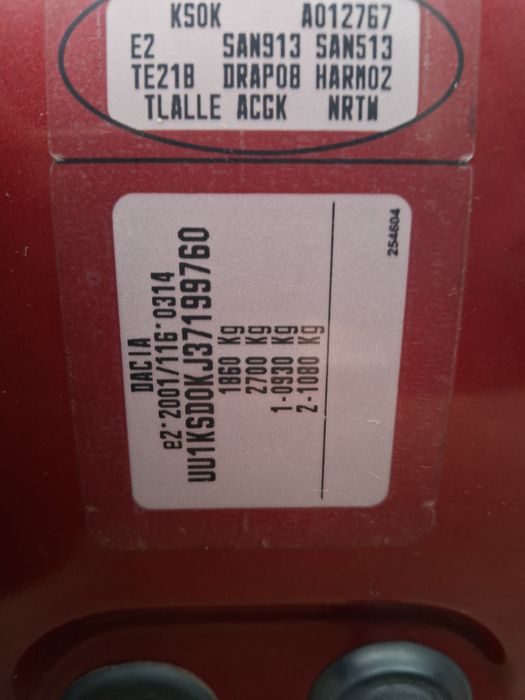 KS0K A012767
E2 SAN913 SAN513
TE21B DRAP08 HARM02
TLALLE ACGK NRTW
DACIA
e2*2001/116*0314
UU1KSD0KJ37199760
1860 Kg
2700 Kg
1-0930 Kg
2-1080 Kg
254604